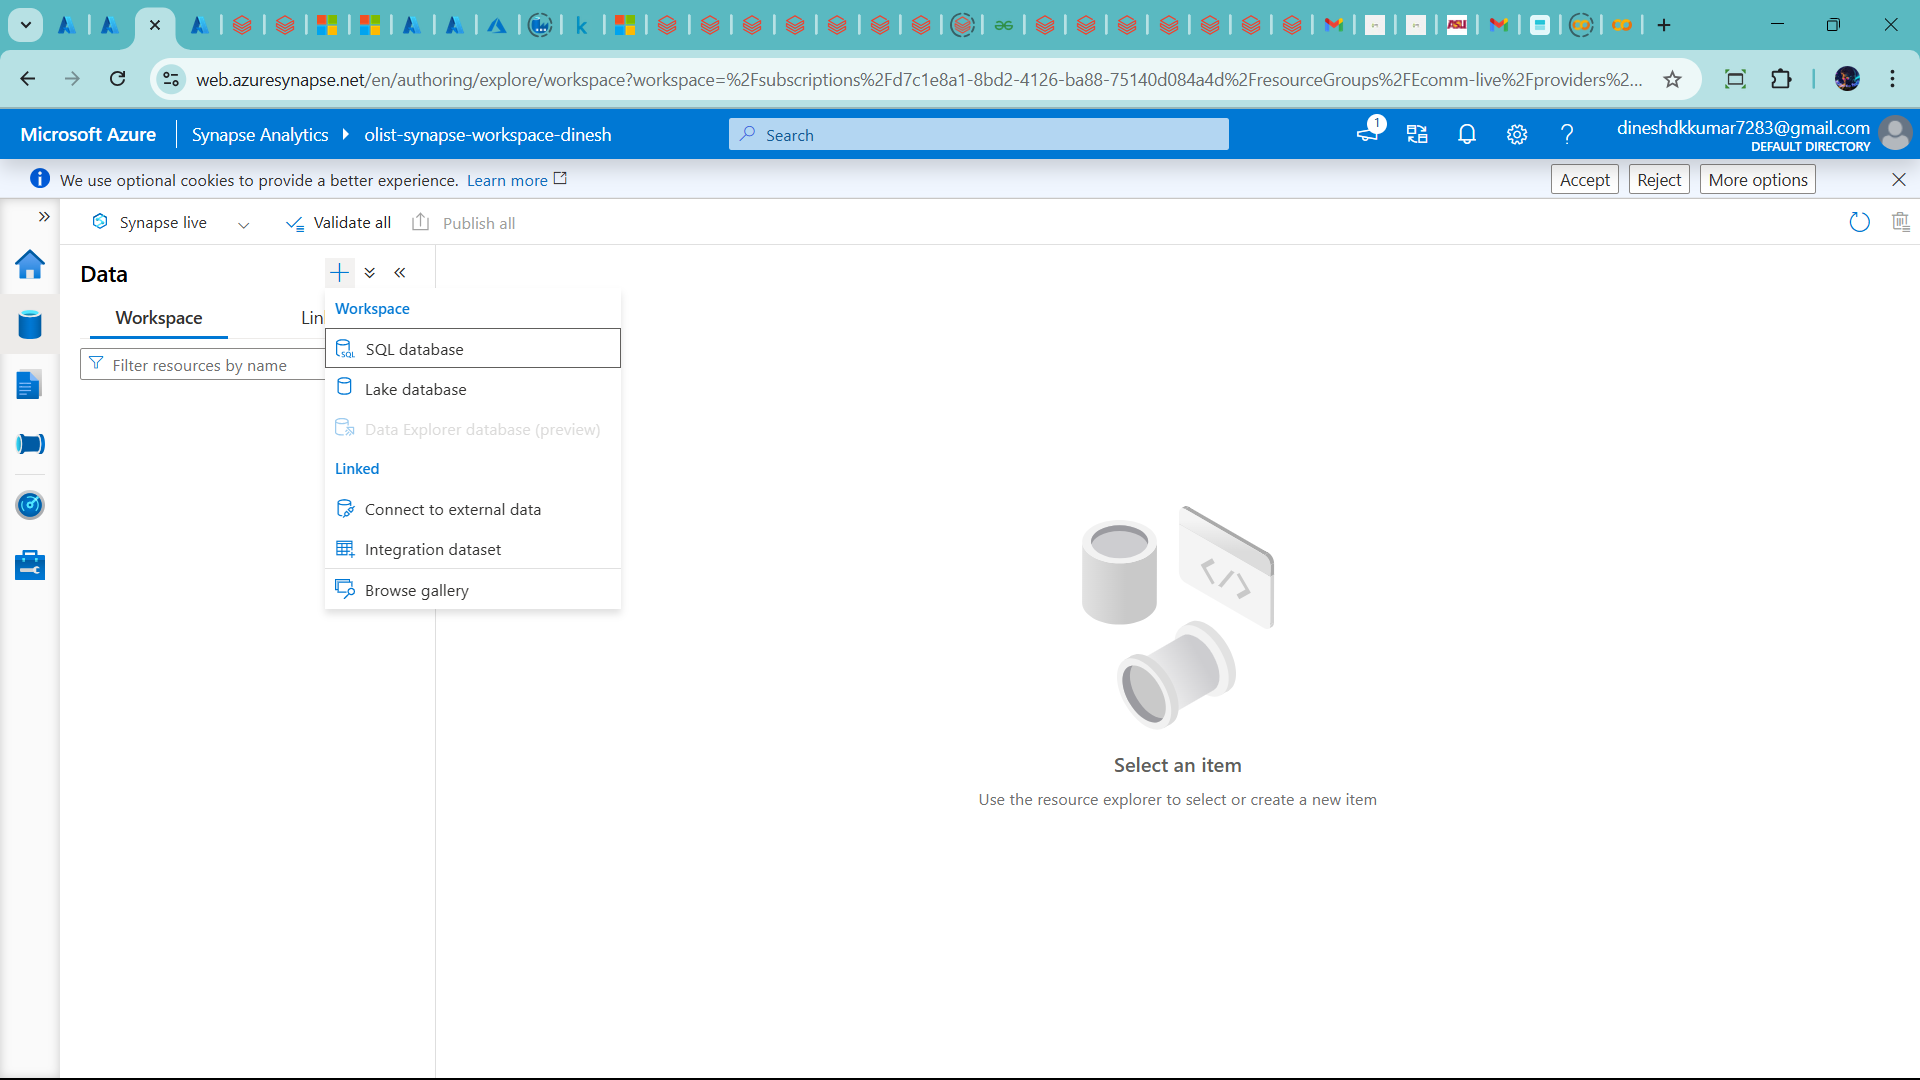 web.azuresynapse.net/en/authoring/explore/workspace?workspace=%2Fsubscriptions%2Fd7c1e8a1-8bd2-4126-ba88-75140d084a4d%2FresourceGroups%2FEcomm-live%2Fproviders%2...
Microsoft Azure
Synapse Analytics
olist-synapse-workspace-dinesh
Search
1
dineshdkkumar7283@gmail.com
DEFAULT DIRECTORY
We use optional cookies to provide a better experience. Learn more
Accept
Reject
More options
Synapse live
Validate all
Publish all
Data
Workspace
Lin
Filter resources by name
Workspace
SQL database
Lake database
Data Explorer database (preview)
Linked
Connect to external data
Integration dataset
Browse gallery
Select an item
Use the resource explorer to select or create a new item